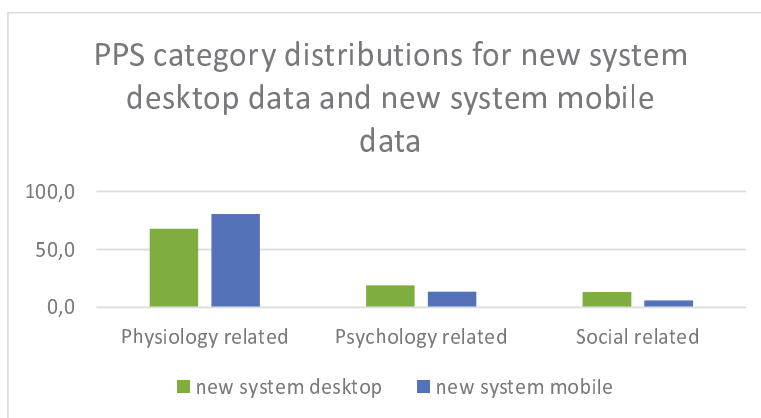 PPS category distributions for new system
desktop data and new system mobile
data
100,0
50,0
0,0
Physiology related Psychology related Social related
new system desktop new system mobile